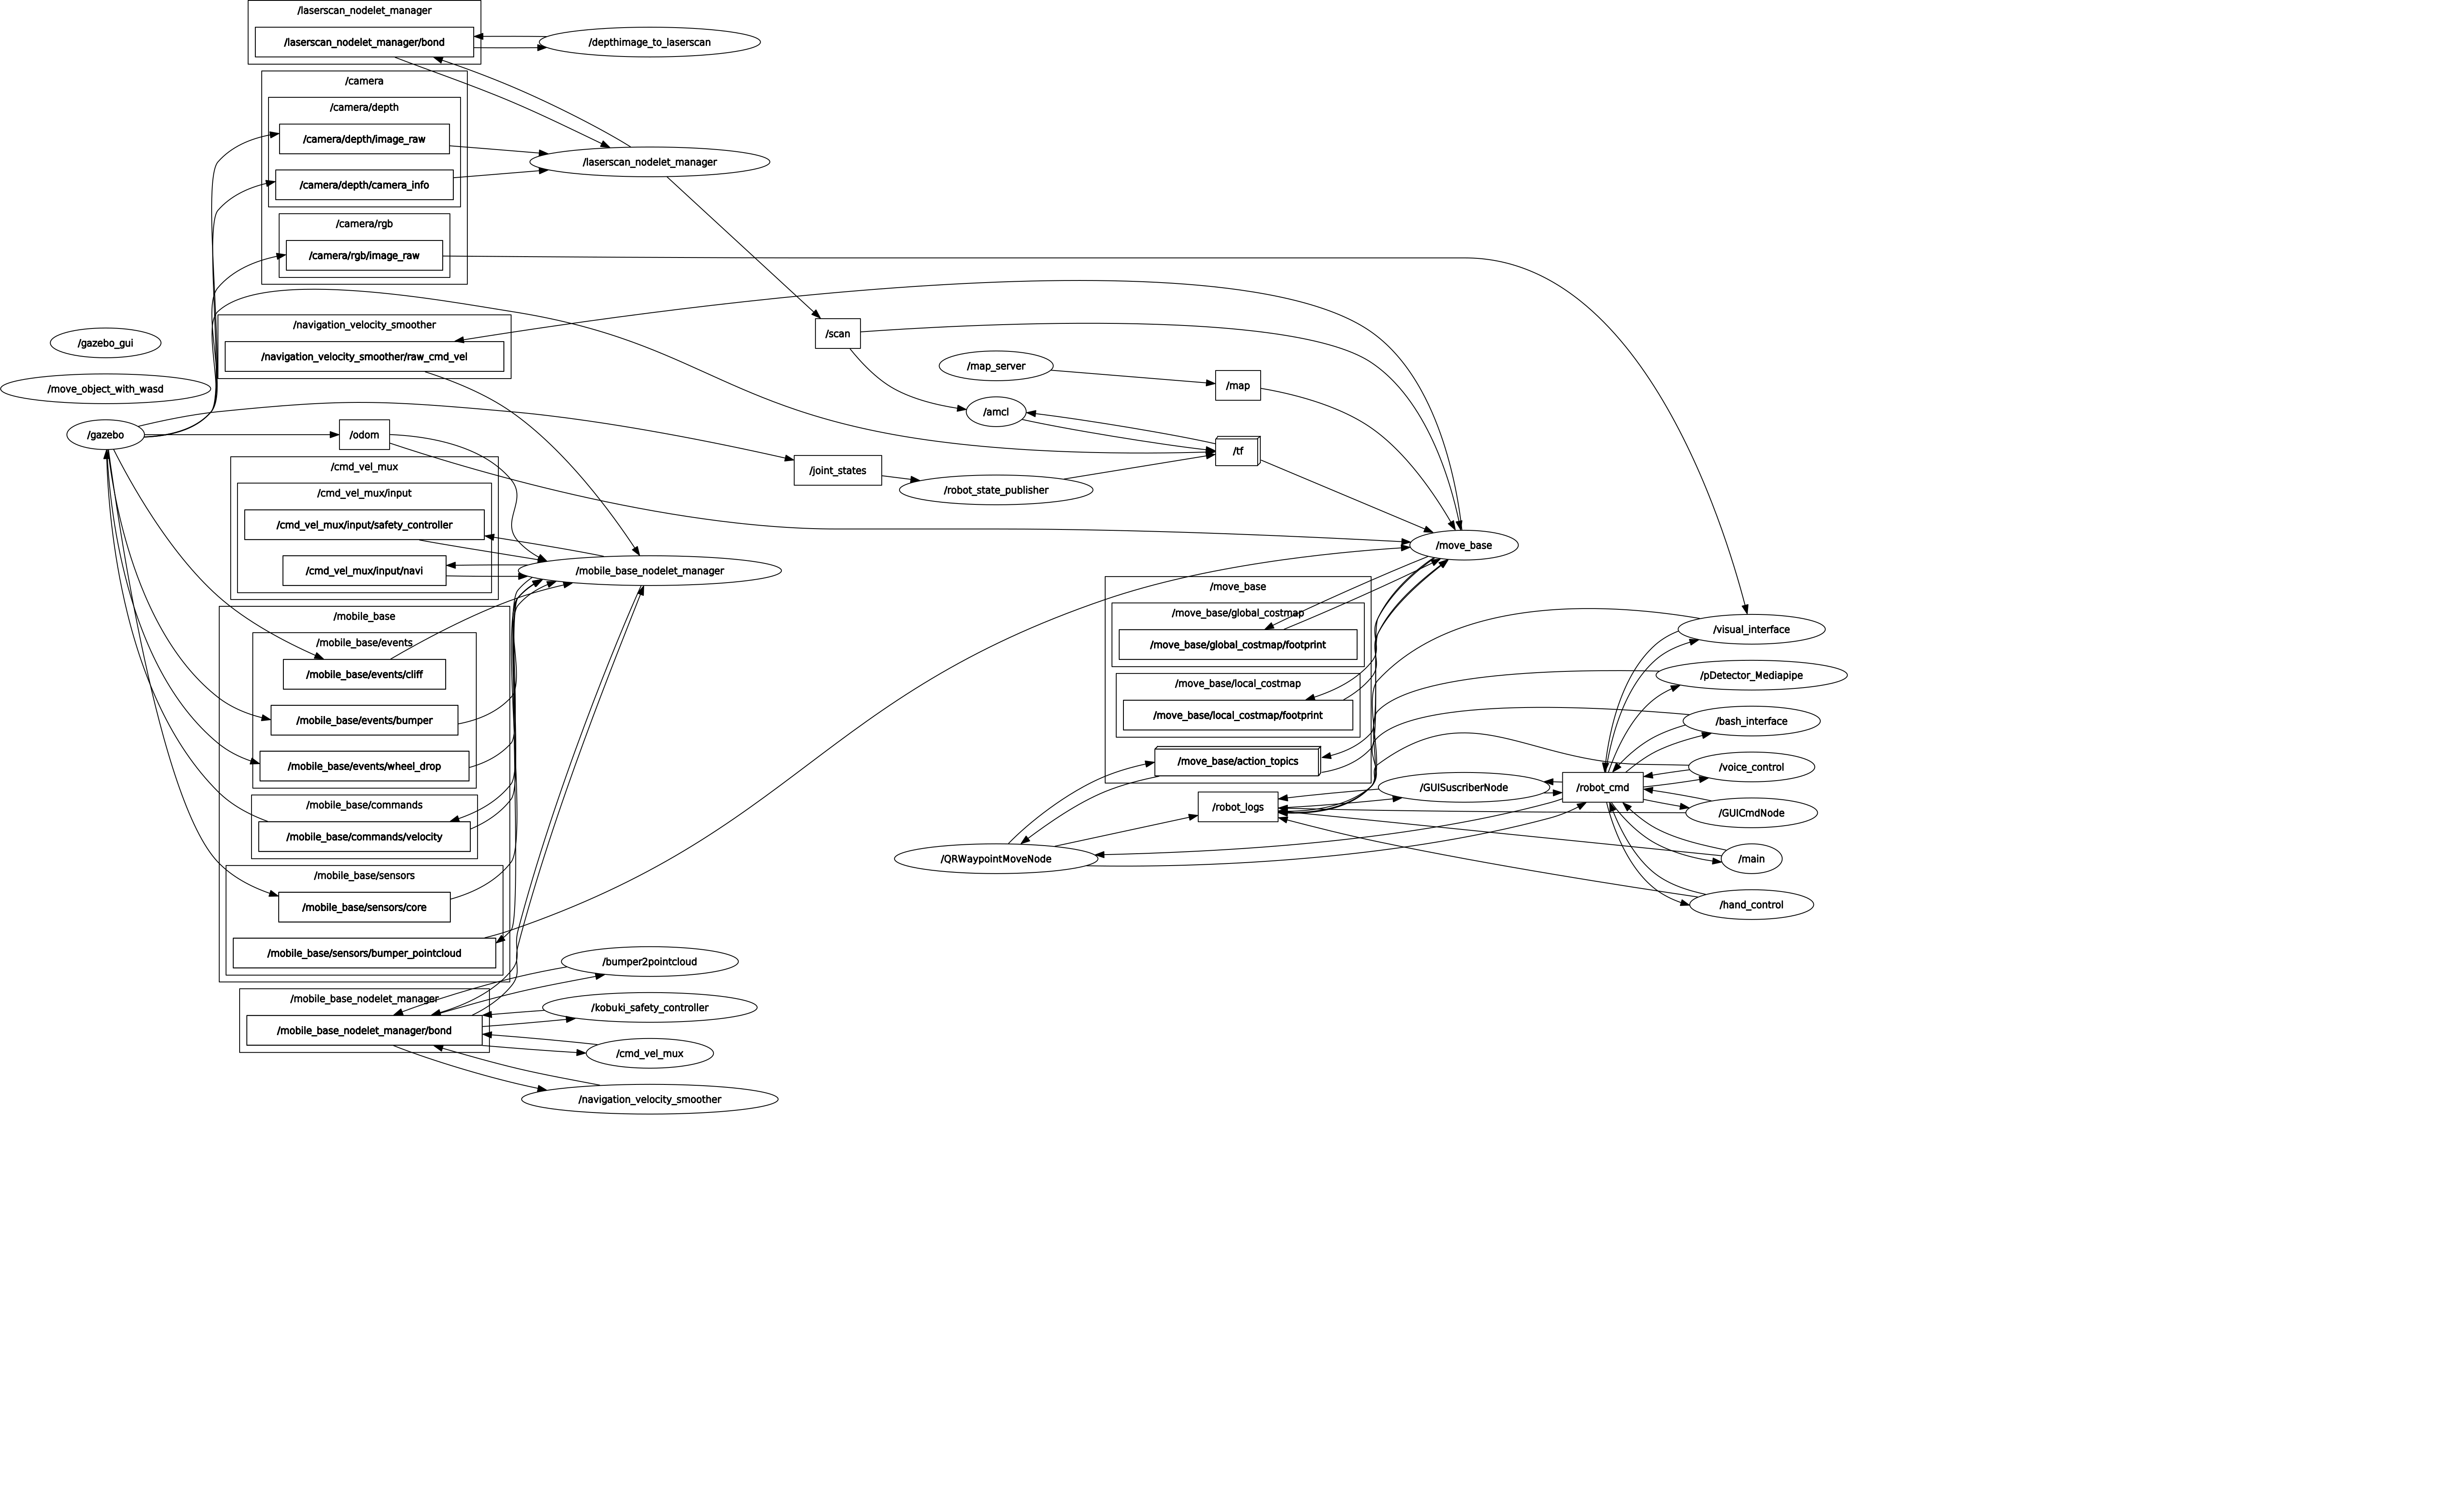 /laserscan_nodelet_manager
/laserscan_nodelet_manager/bond
/depthimage_to_laserscan
/camera
/camera/depth
/camera/depth/image_raw
/laserscan_nodelet_manager
/camera/depth/camera_info
/camera/rgb
/camera/rgb/image_raw
/navigation_velocity_smoother
/scan
/gazebo_gui
/navigation_velocity_smoother/raw_cmd_vel
/map_server
/map
/move_object_with_wasd
/amcl
/gazebo
/odom
/tf
/cmd_vel_mux
/joint_states
/robot_state_publisher
/cmd_vel_mux/input
/cmd_vel_mux/input/safety_controller
/move_base
/cmd_vel_mux/input/navi
/mobile_base_nodelet_manager
/move_base
/mobile_base
/move_base/global_costmap
/visual_interface
/mobile_base/events
/move_base/global_costmap/footprint
/mobile_base/events/cliff
/pDetector_Mediapipe
/move_base/local_costmap
/mobile_base/events/bumper
/move_base/local_costmap/footprint
/bash_interface
/mobile_base/events/wheel_drop
/move_base/action_topics
/voice_control
/GUISuscriberNode
/robot_cmd
/mobile_base/commands
/robot_logs
/GUICmdNode
/mobile_base/commands/velocity
/QRWaypointMoveNode
/main
/mobile_base/sensors
/mobile_base/sensors/core
/hand_control
/mobile_base/sensors/bumper_pointcloud
/bumper2pointcloud
/mobile_base_nodelet_manager
/kobuki_safety_controller
/mobile_base_nodelet_manager/bond
/cmd_vel_mux
/navigation_velocity_smoother